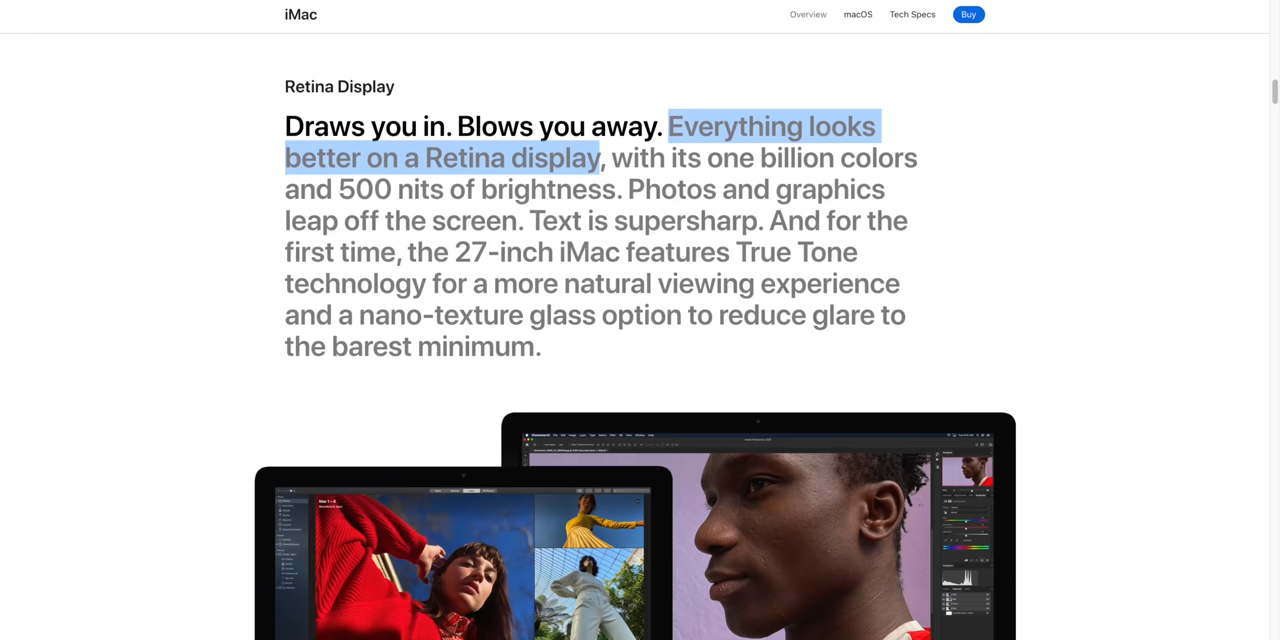 iMac
Overview macOS Tech Specs Buy
Retina Display
Draws you in. Blows you away. Everything looks
better on a Retina display, with its one billion colors
and 500 nits of brightness. Photos and graphics
leap off the screen. Text is supersharp. And for the
first time, the 27-inch iMac features True Tone
technology for a more natural viewing experience
and a nano-texture glass option to reduce glare to
the barest minimum.
Mar 1 – 4